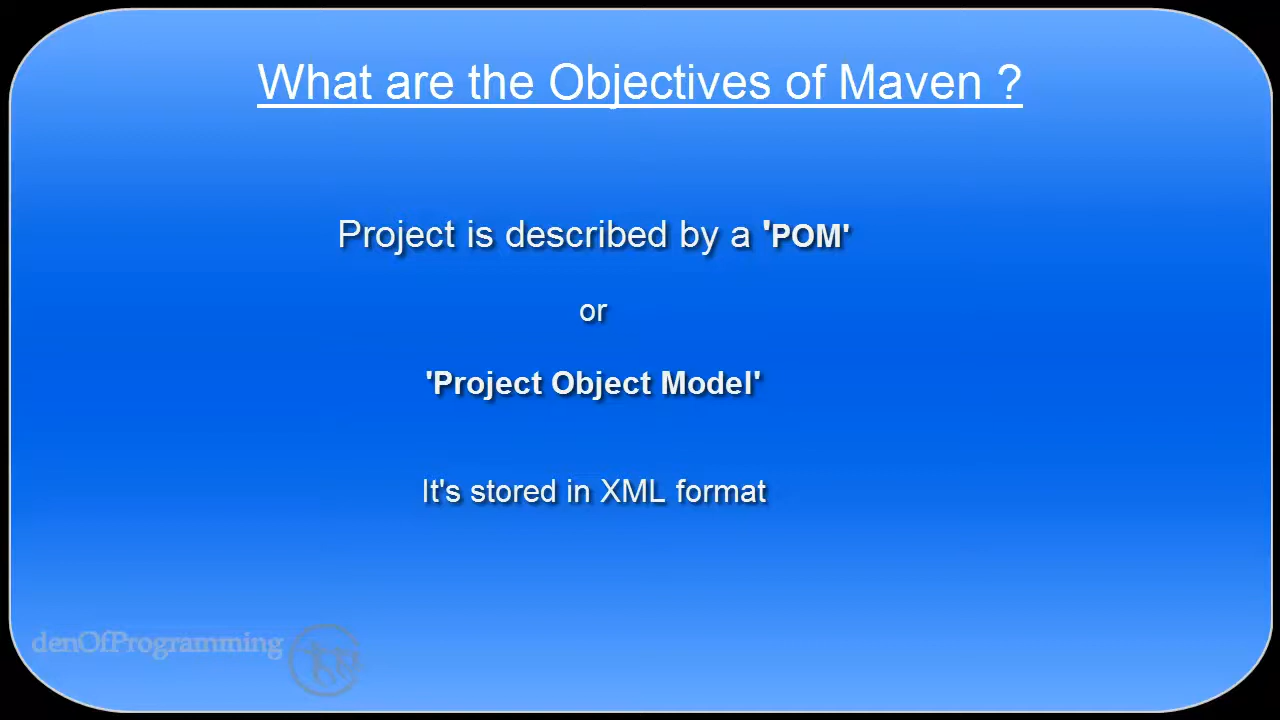 What are the Objectives of Maven ?
Project is described by a 'POM'
or
'Project Object Model'
It's stored in XML format
denOfProgramming